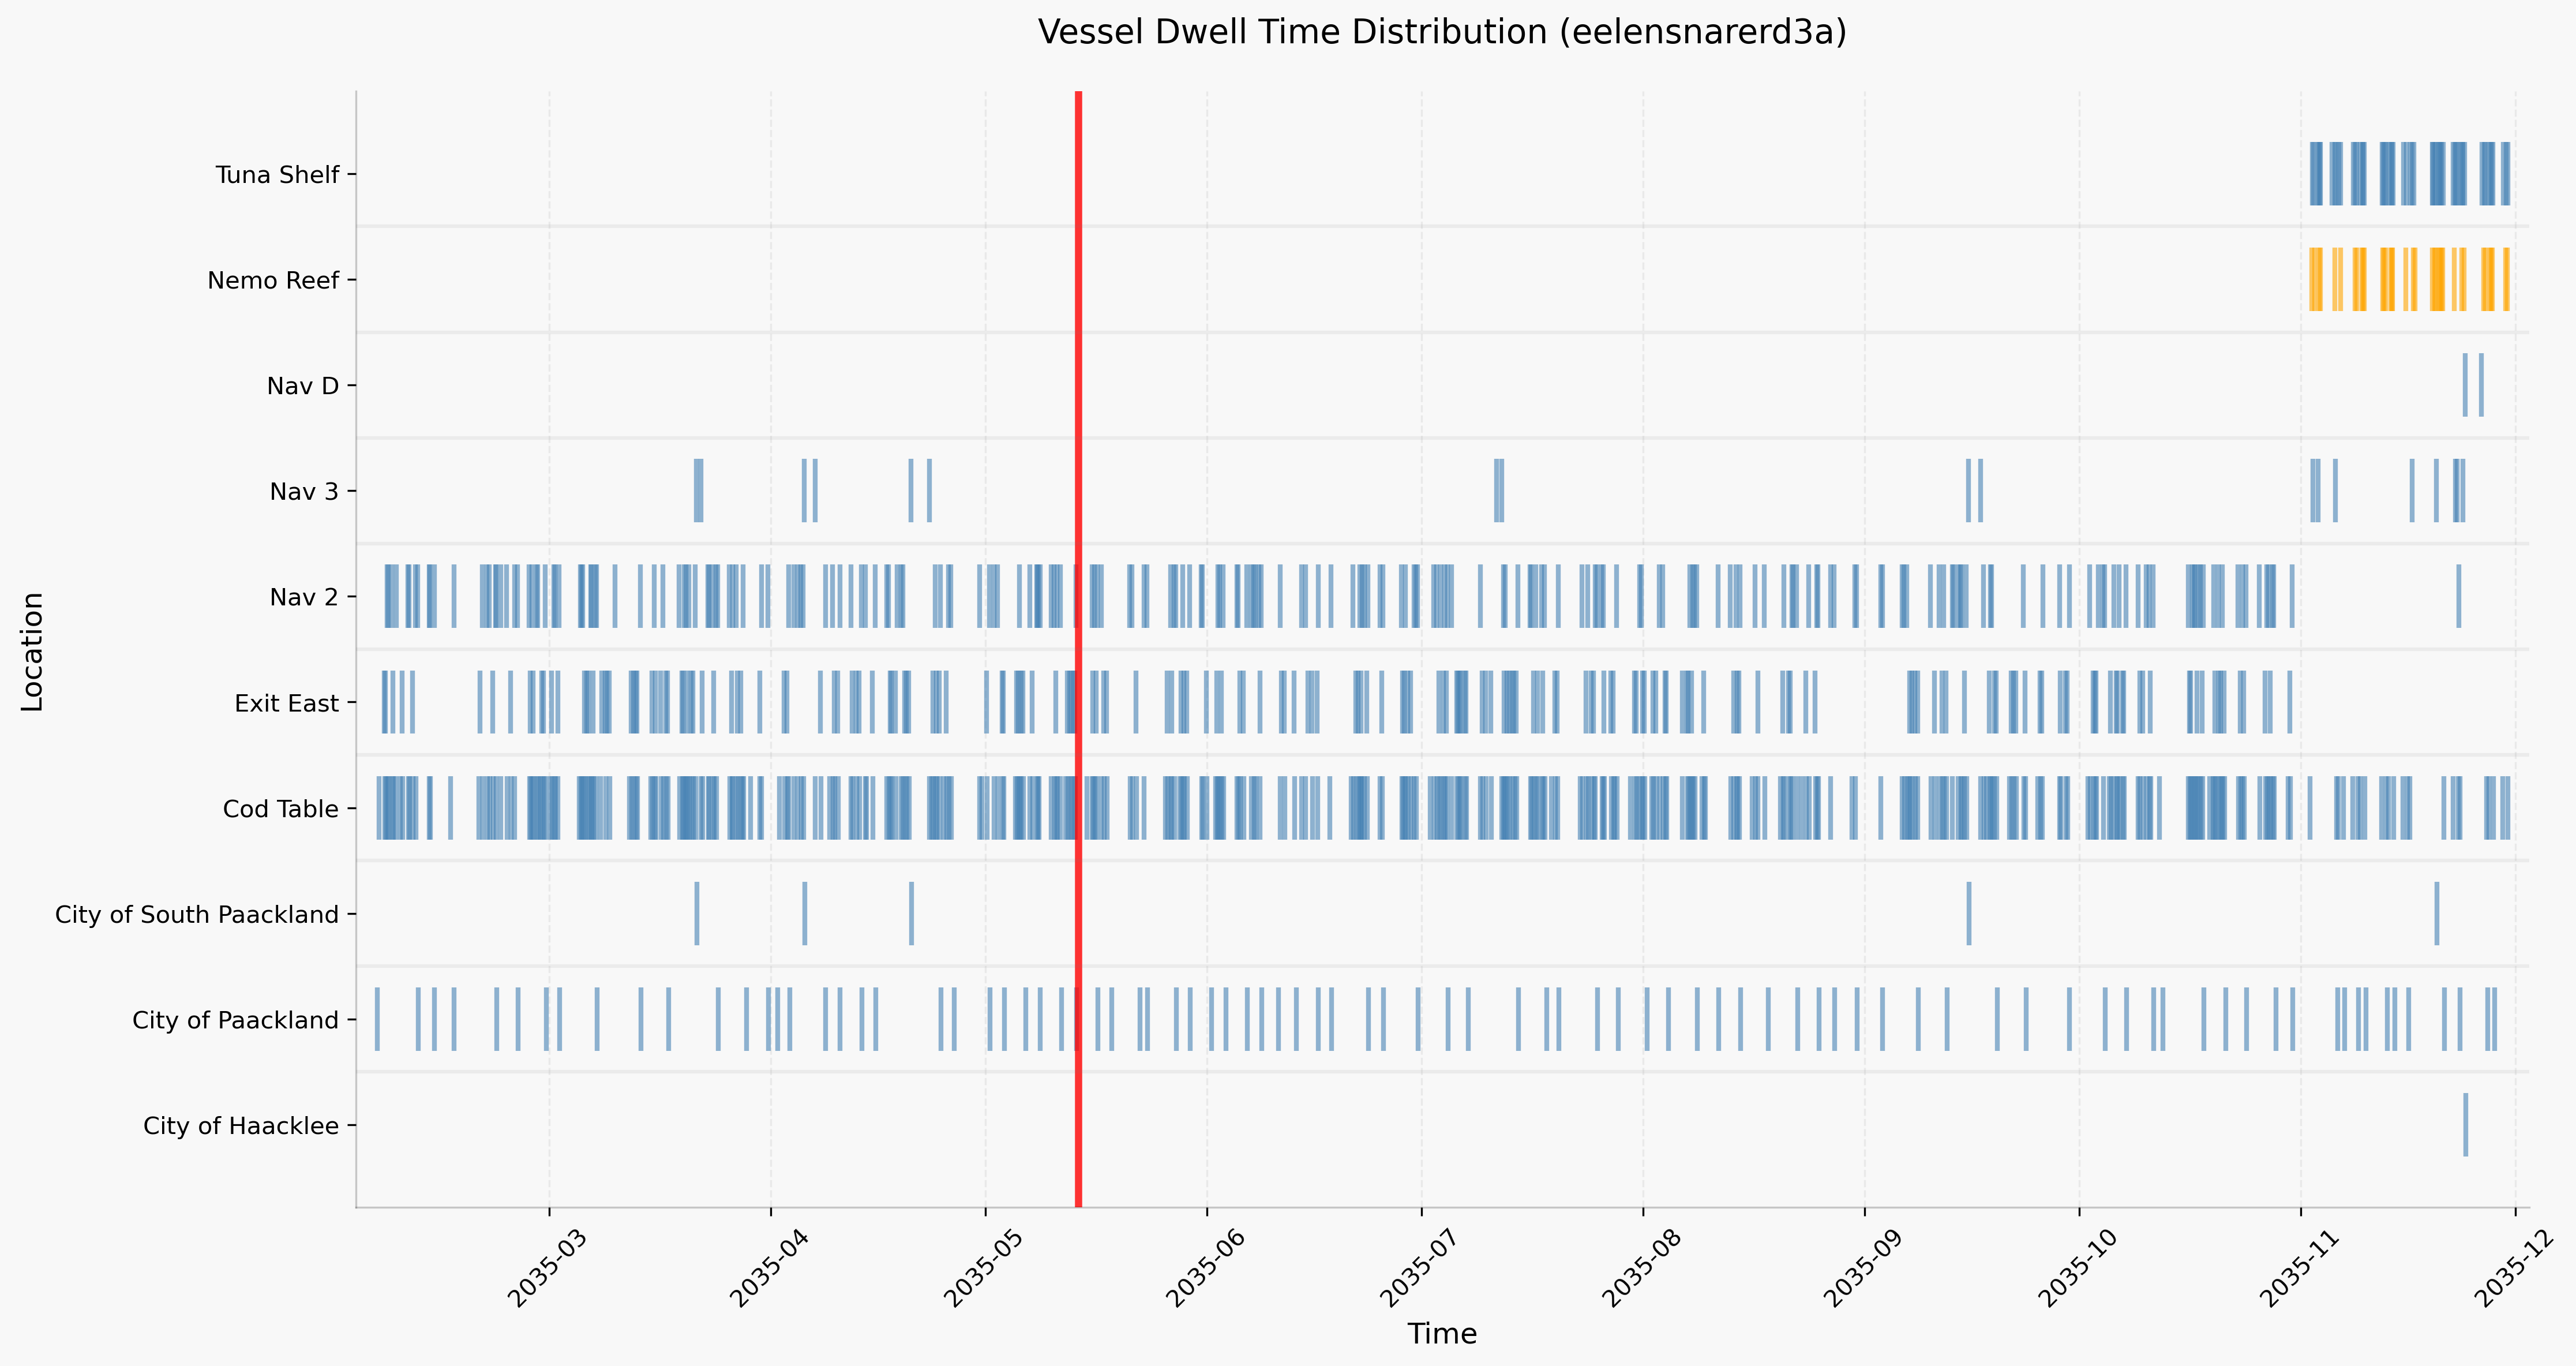 Vessel Dwell Time Distribution (eelensnarerd3a)
Location
Tuna Shelf
Nemo Reef
Nav D
Nav 3
Nav 2
Exit East
Cod Table
City of South Paackland
City of Paackland
City of Haacklee
2035-03
2035-04
2035-05
2035-06
2035-07
2035-08
2035-09
2035-10
2035-11
2035-12
Time